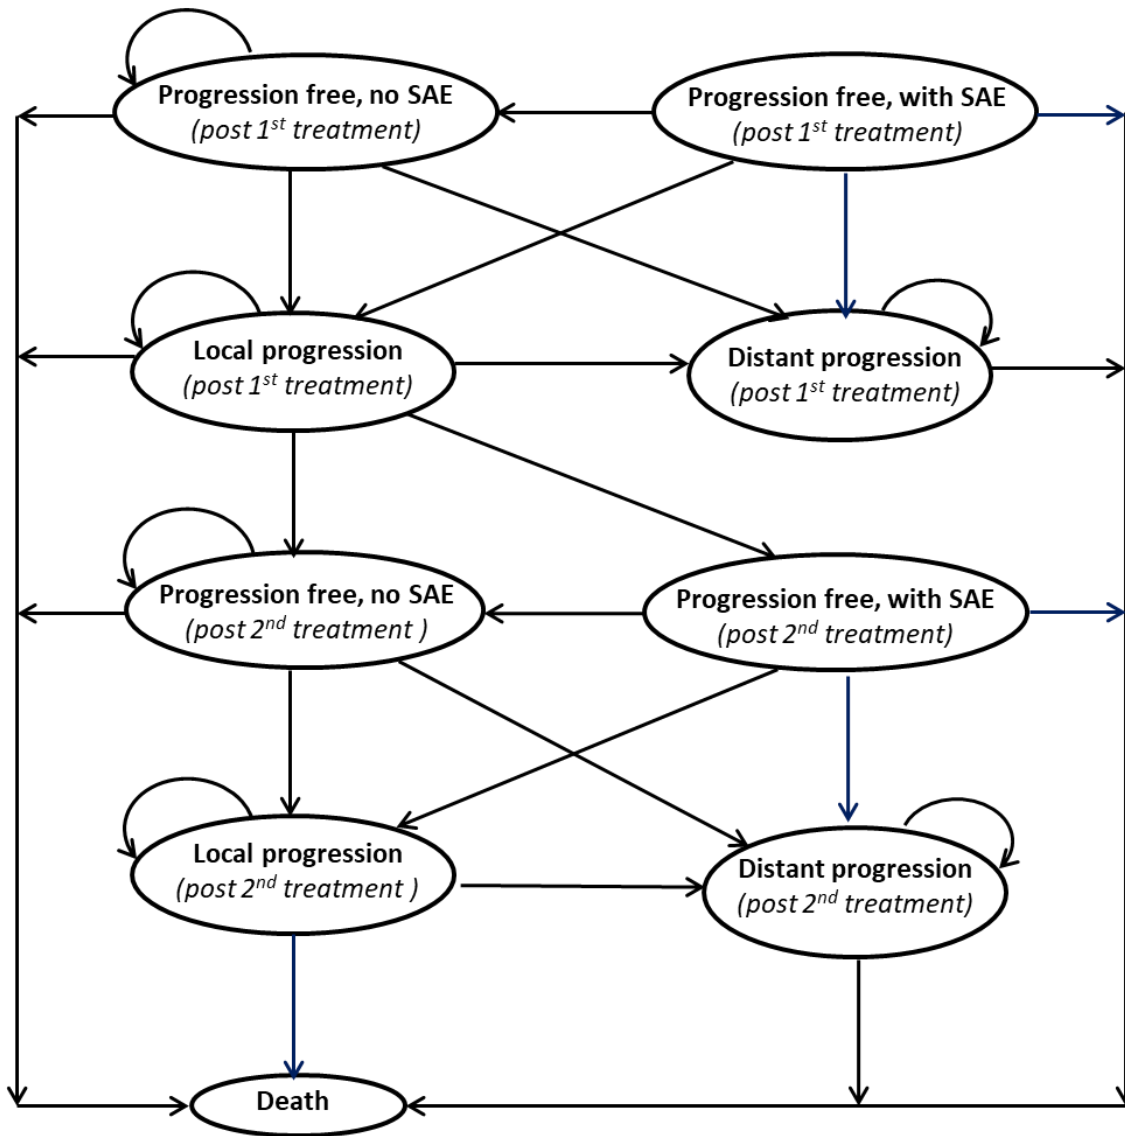 Progression free, no SAE
(post 1st treatment)
Progression free, with SAE
(post 1st treatment)
Local progression
(post 1st treatment)
Distant progression
(post 1st treatment)
Progression free, no SAE
(post 2nd treatment )
Progression free, with SAE
(post 2nd treatment)
Local progression
(post 2nd treatment )
Distant progression
(post 2nd treatment)
Death